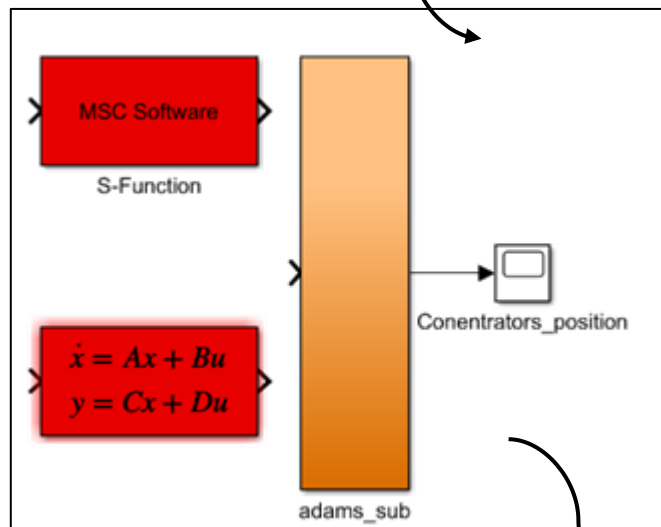 MSC Software
S-Function
Conentrators_position
ẋ = Ax + Bu
y = Cx + Du
adams_sub